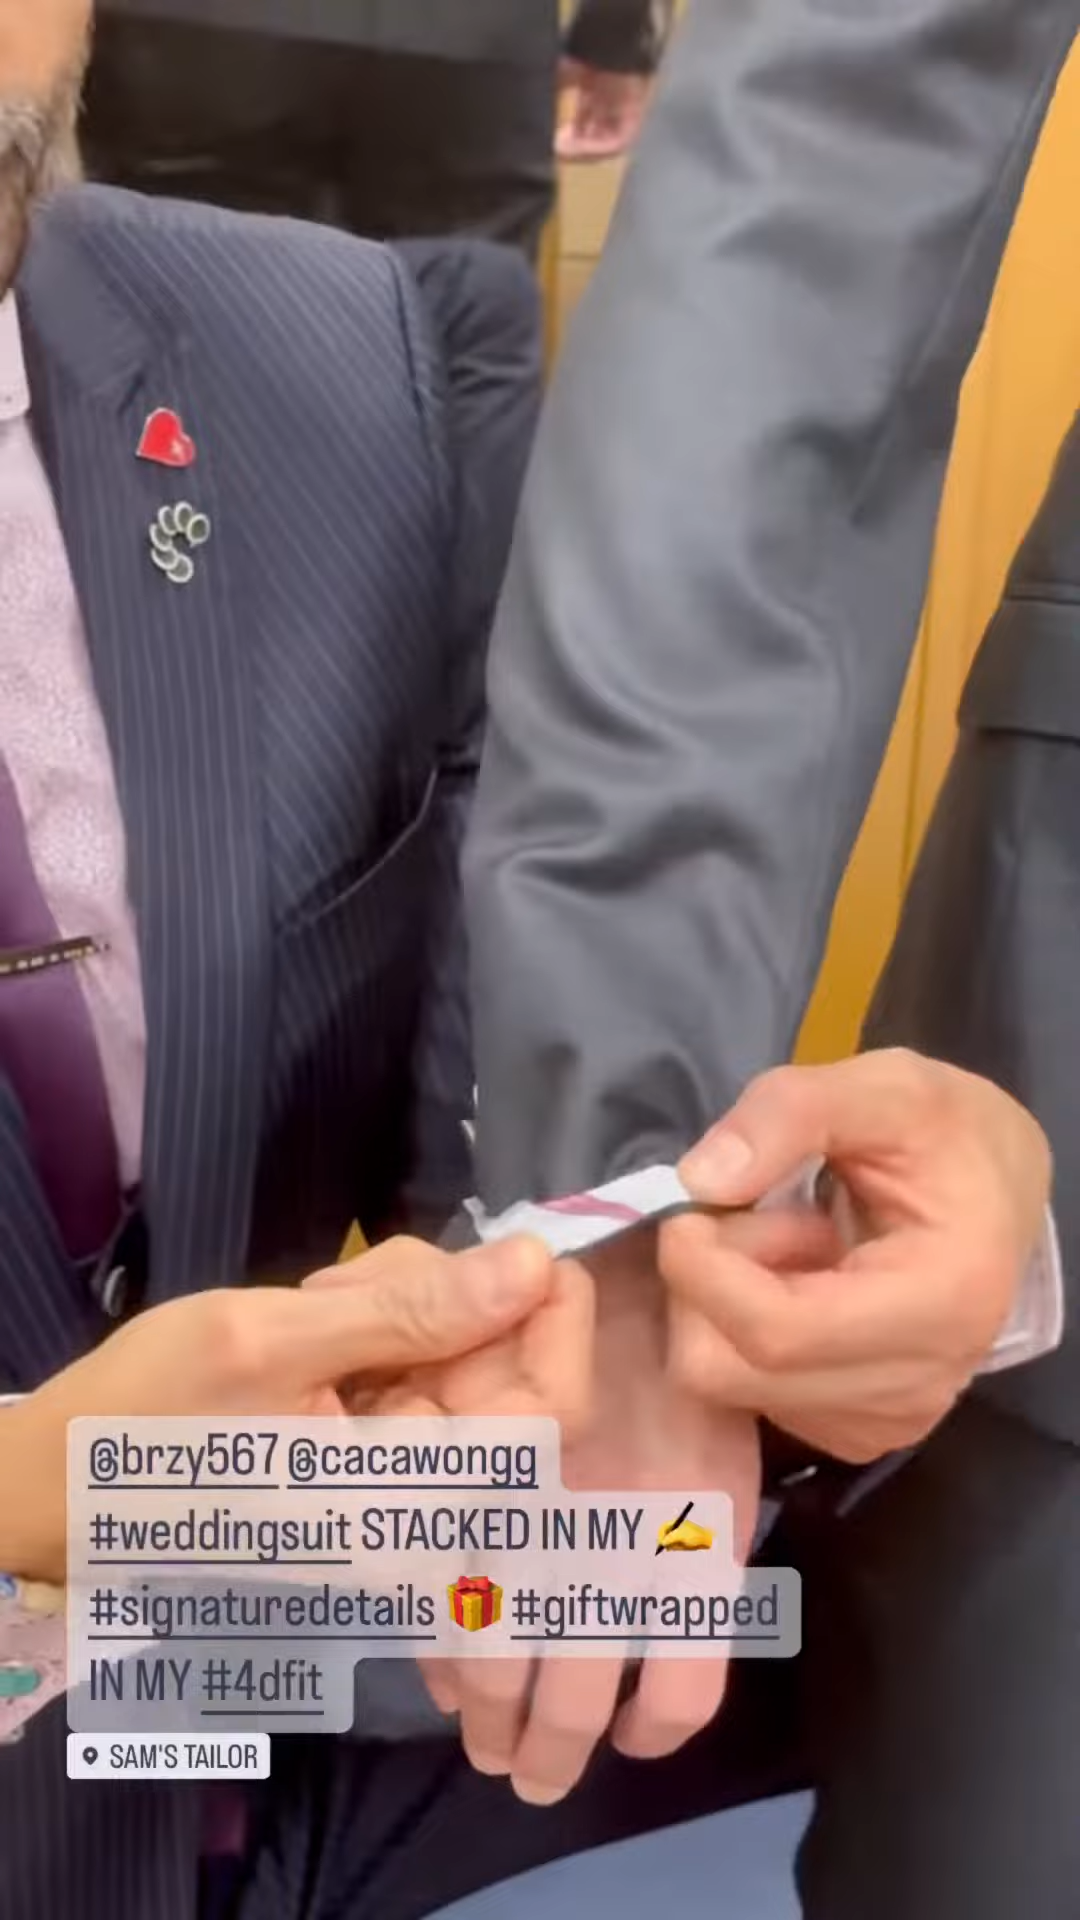 @brzy567 @cacawongg
#weddingsuit STACKED IN MY ✍
#signaturedetails 🎁 #giftwrapped
IN MY #4dfit
SAM'S TAILOR